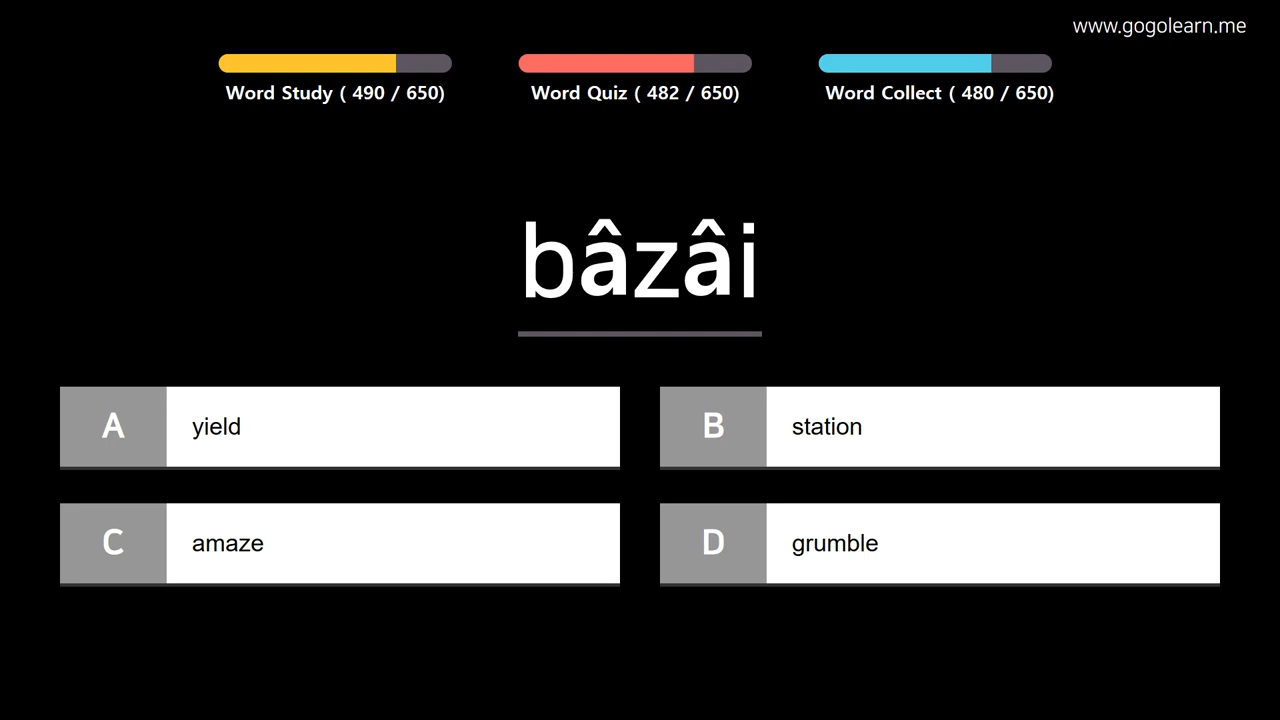 www.gogolearn.me
Word Study ( 490 / 650)
Word Quiz ( 482 / 650)
Word Collect ( 480 / 650)
bâzâi
A yield
B station
C amaze
D grumble